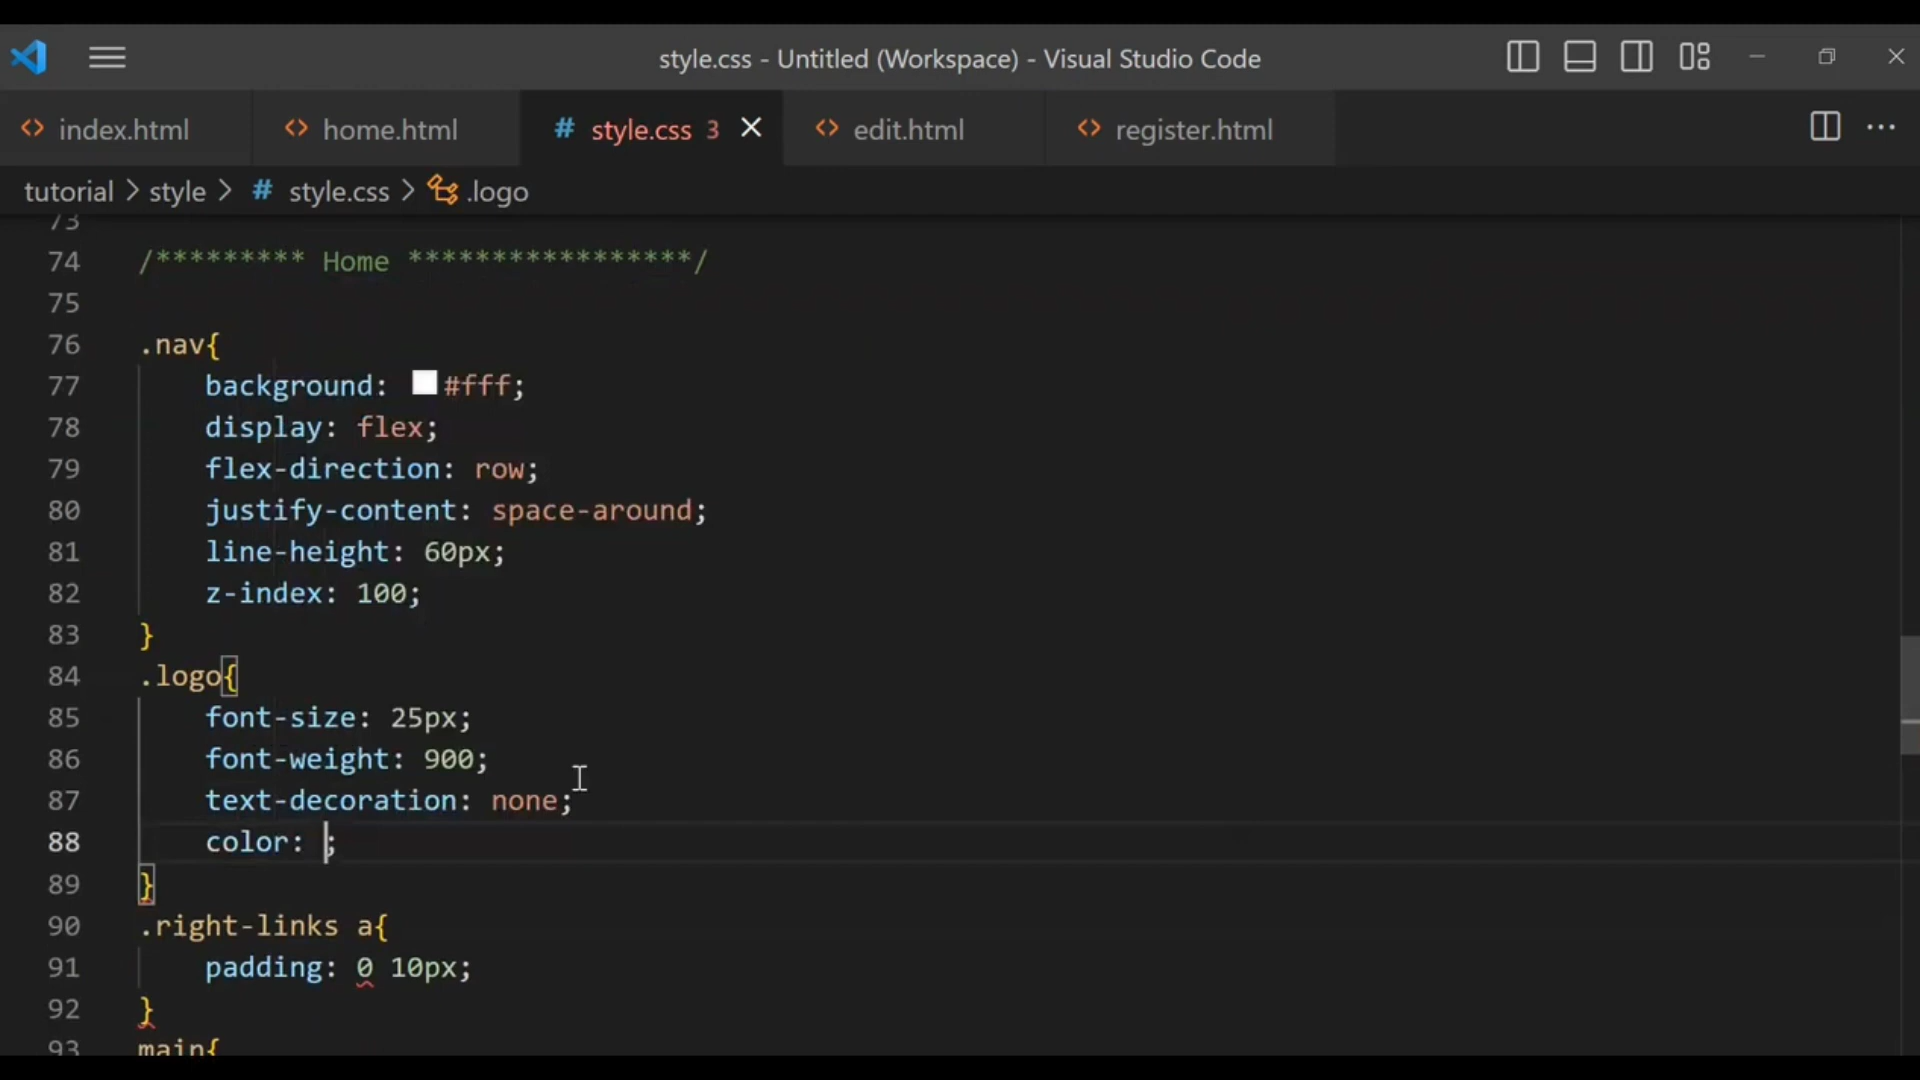 style.css - Untitled (Workspace) - Visual Studio Code
index.html home.html # style.css 3 edit.html register.html
tutorial > style > # style.css > .logo
73
74 /********* Home *****************/
75
76 .nav{
77 background: #fff;
78 display: flex;
79 flex-direction: row;
80 justify-content: space-around;
81 line-height: 60px;
82 z-index: 100;
83 }
84 .logo{
85 font-size: 25px;
86 font-weight: 900;
87 text-decoration: none;
88 color: ;
89 }
90 .right-links a{
91 padding: 0 10px;
92 }
93 main{